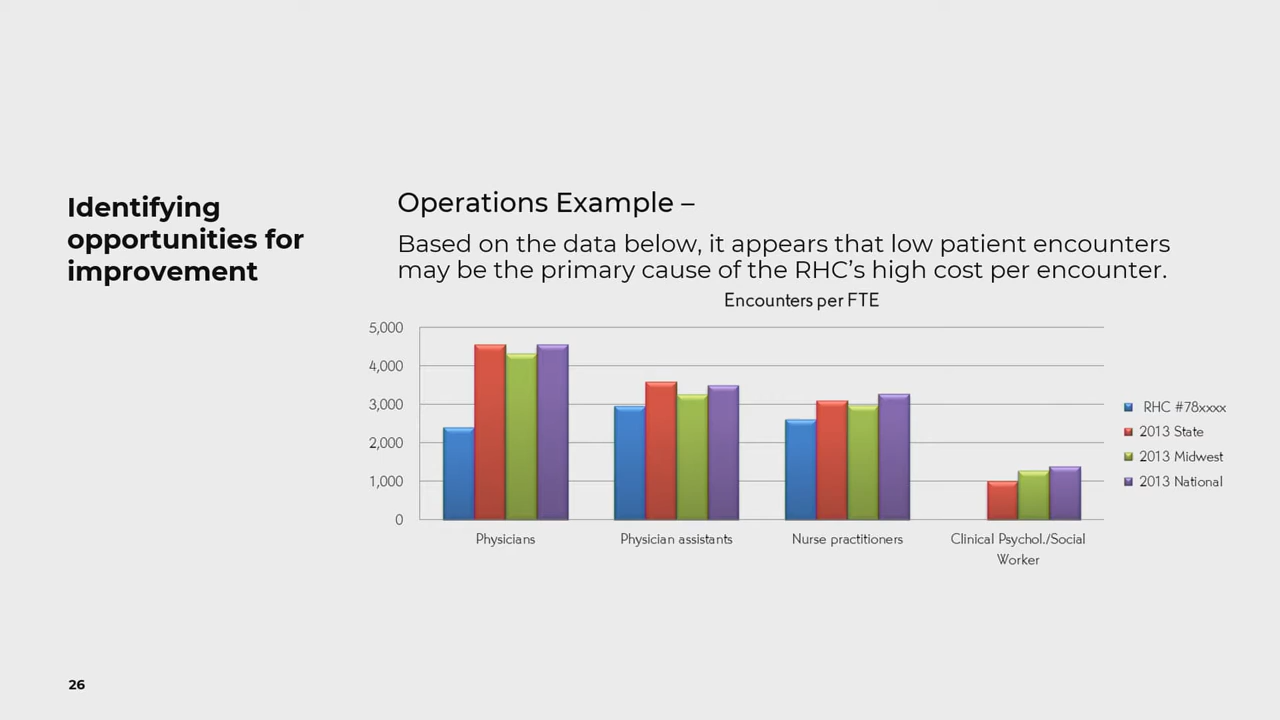 Identifying
opportunities for
improvement
Operations Example –
Based on the data below, it appears that low patient encounters
may be the primary cause of the RHC’s high cost per encounter.
Encounters per FTE
5,000
4,000
3,000
2,000
1,000
0
Physicians
Physician assistants
Nurse practitioners
Clinical Psychol./Social
Worker
RHC #78xxxx
2013 State
2013 Midwest
2013 National
26